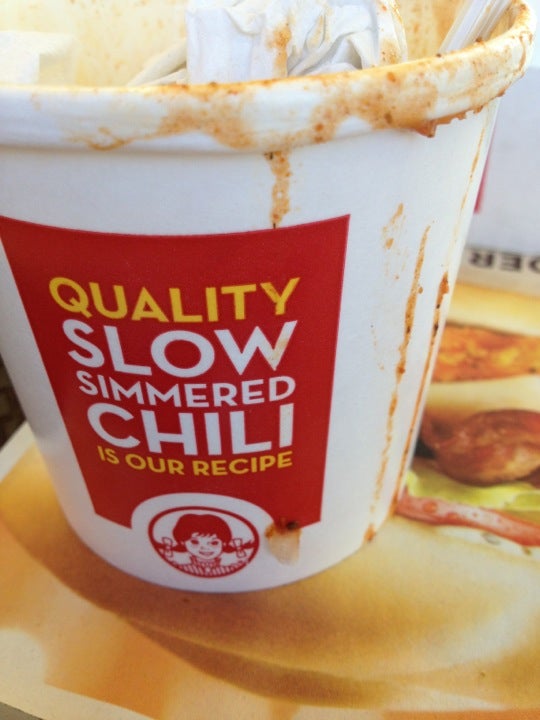 QUALITY
SLOW
SIMMERED
CHILI
IS OUR RECIPE